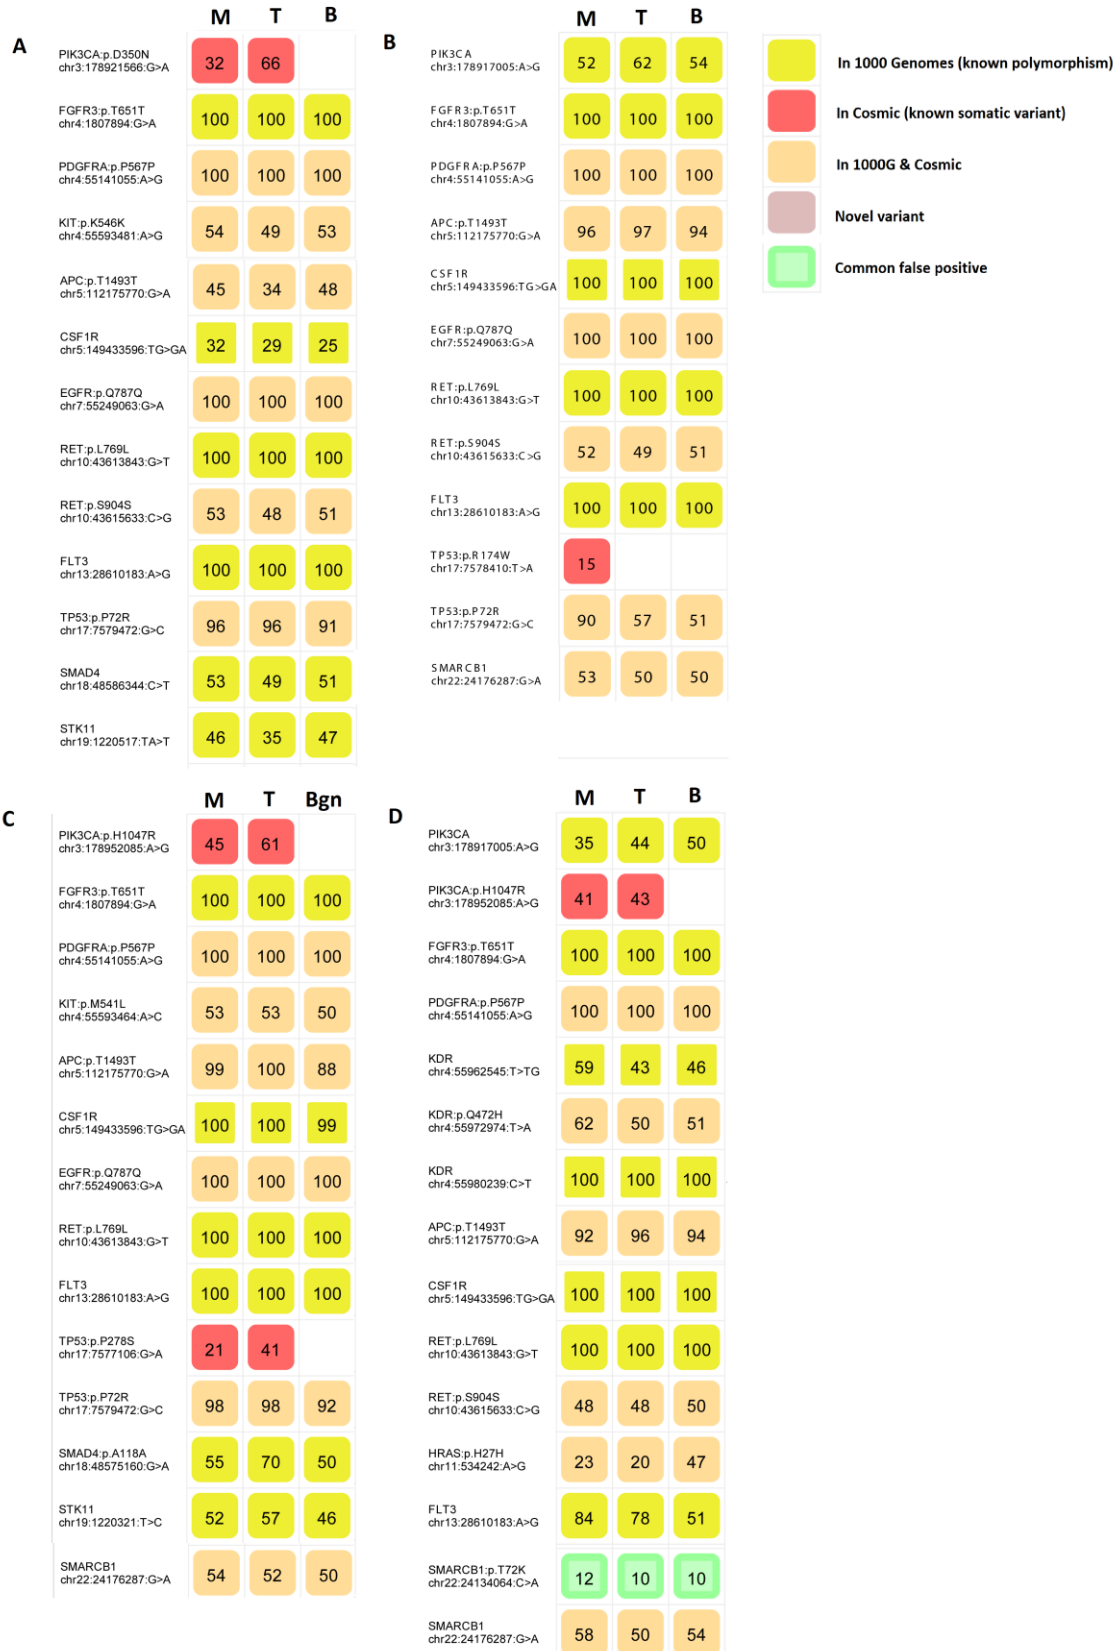 A
M T B
PIK3CA:p.D350N
chr3:178921566:G>A
32 66
FGFR3:p.T651T
chr4:1807894:G>A
100 100 100
PDGFRA:p.P567P
chr4:55141055:A>G
100 100 100
KIT:p.K546K
chr4:55593481:A>G
54 49 53
APC:p.T1493T
chr5:112175770:G>A
45 34 48
CSF1R
chr5:149433596:TG>GA
32 29 25
EGFR:p.Q787Q
chr7:55249063:G>A
100 100 100
RET:p.L769L
chr10:43613843:G>T
100 100 100
RET:p.S904S
chr10:43615633:C>G
53 48 51
FLT3
chr13:28610183:A>G
100 100 100
TP53:p.P72R
chr17:7579472:G>C
96 96 91
SMAD4
chr18:48586344:C>T
53 49 51
STK11
chr19:1220517:TA>T
46 35 47
B
M T B
PIK3CA
chr3:178917005:A>G
52 62 54
FGFR3:p.T651T
chr4:1807894:G>A
100 100 100
PDGFRA:p.P567P
chr4:55141055:A>G
100 100 100
APC:p.T1493T
chr5:112175770:G>A
96 97 94
CSF1R
chr5:149433596:TG>GA
100 100 100
EGFR:p.Q787Q
chr7:55249063:G>A
100 100 100
RET:p.L769L
chr10:43613843:G>T
100 100 100
RET:p.S904S
chr10:43615633:C>G
52 49 51
FLT3
chr13:28610183:A>G
100 100 100
TP53:p.R174W
chr17:7578410:T>A
15
TP53:p.P72R
chr17:7579472:G>C
90 57 51
SMARCB1
chr22:24176287:G>A
53 50 50
In 1000 Genomes (known polymorphism)
In Cosmic (known somatic variant)
In 1000G & Cosmic
Novel variant
Common false positive
C
M T Bgn
PIK3CA:p.H1047R
chr3:178952085:A>G
45 61
FGFR3:p.T651T
chr4:1807894:G>A
100 100 100
PDGFRA:p.P567P
chr4:55141055:A>G
100 100 100
KIT:p.M541L
chr4:55593464:A>C
53 53 50
APC:p.T1493T
chr5:112175770:G>A
99 100 88
CSF1R
chr5:149433596:TG>GA
100 100 99
EGFR:p.Q787Q
chr7:55249063:G>A
100 100 100
RET:p.L769L
chr10:43613843:G>T
100 100 100
FLT3
chr13:28610183:A>G
100 100 100
TP53:p.P278S
chr17:7577106:G>A
21 41
TP53:p.P72R
chr17:7579472:G>C
98 98 92
SMAD4:p.A118A
chr18:48575160:G>A
55 70 50
STK11
chr19:1220321:T>C
52 57 46
SMARCB1
chr22:24176287:G>A
54 52 50
D
M T B
PIK3CA
chr3:178917005:A>G
35 44 50
PIK3CA:p.H1047R
chr3:178952085:A>G
41 43
FGFR3:p.T651T
chr4:1807894:G>A
100 100 100
PDGFRA:p.P567P
chr4:55141055:A>G
100 100 100
KDR
chr4:55962545:T>TG
59 43 46
KDR:p.Q472H
chr4:55972974:T>A
62 50 51
KDR
chr4:55980239:C>T
100 100 100
APC:p.T1493T
chr5:112175770:G>A
92 96 94
CSF1R
chr5:149433596:TG>GA
100 100 100
RET:p.L769L
chr10:43613843:G>T
100 100 100
RET:p.S904S
chr10:43615633:C>G
48 48 50
HRAS:p.H27H
chr11:534242:A>G
23 20 47
FLT3
chr13:28610183:A>G
84 78 51
SMARCB1:p.T72K
chr22:24134064:C>A
12 10 10
SMARCB1
chr22:24176287:G>A
58 50 54